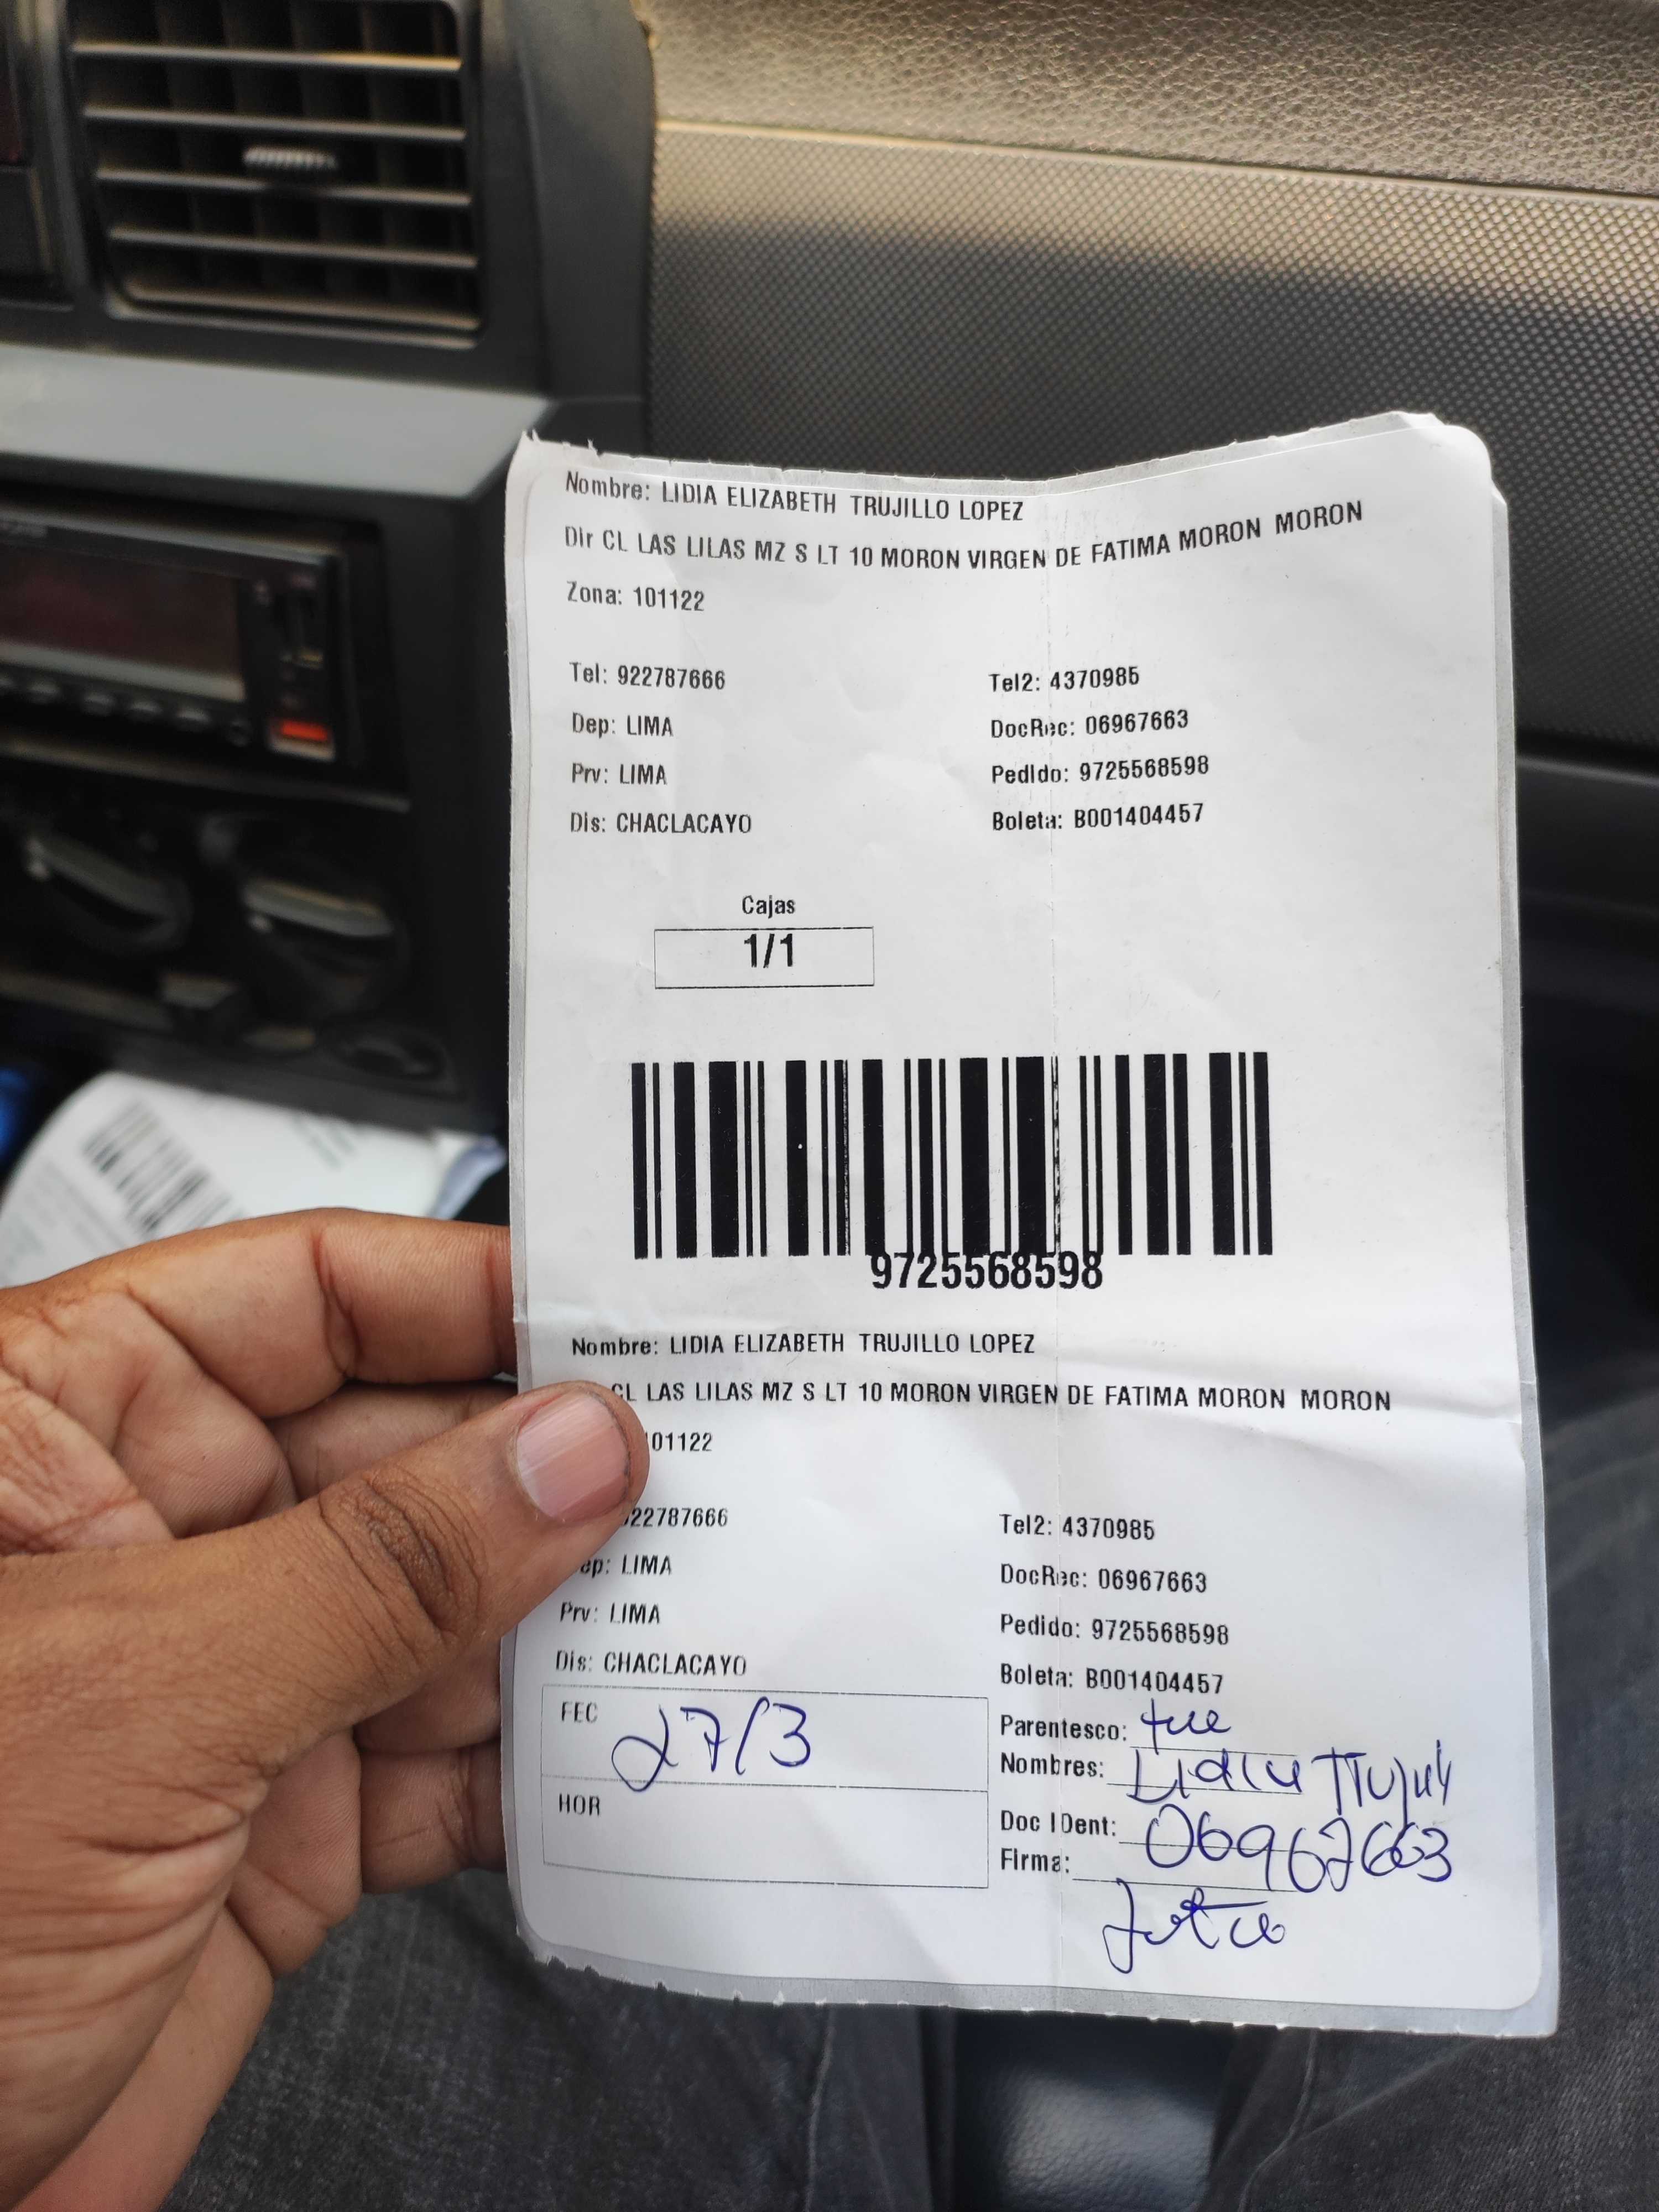 Nombre: LIDIA ELIZABETH TRUJILLO LOPEZ
Dir CL LAS LILAS MZ S LT 10 MORON VIRGEN DE FATIMA MORON MORON
Zona: 101122
Tel: 922787666 Tel2: 4370985
Dep: LIMA DocRec: 06967663
Prv: LIMA Pedido: 9725568598
Dis: CHACLACAYO Boleta: B001404457
Cajas
1/1
9725568598
Nombre: LIDIA ELIZABETH TRUJILLO LOPEZ
CL LAS LILAS MZ S LT 10 MORON VIRGEN DE FATIMA MORON MORON
101122
22787666 Tel2: 4370985
ep: LIMA DocRec: 06967663
Prv: LIMA Pedido: 9725568598
Dis: CHACLACAYO Boleta: B001404457
FEC 27/3 Parentesco:
Nombres: Lidia
HOR Doc IDent: 06967663
Firma: